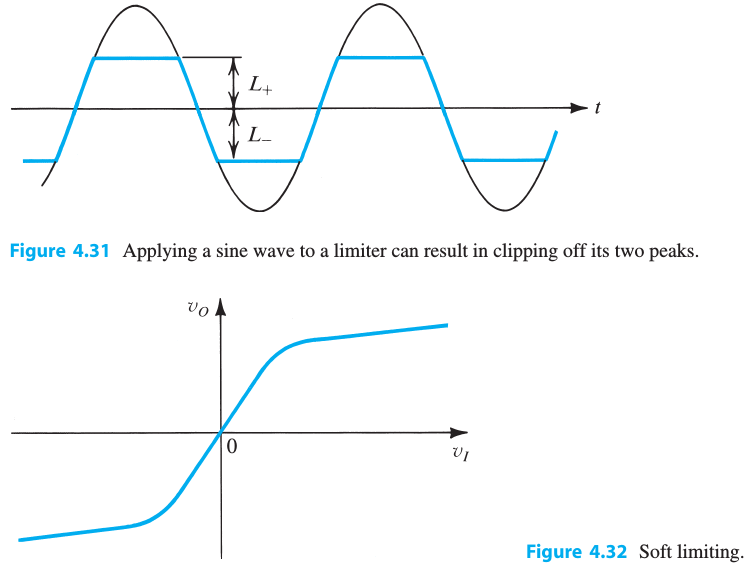 L+
t
L−
Figure 4.31 Applying a sine wave to a limiter can result in clipping off its two peaks.
vO
0
vI
Figure 4.32 Soft limiting.